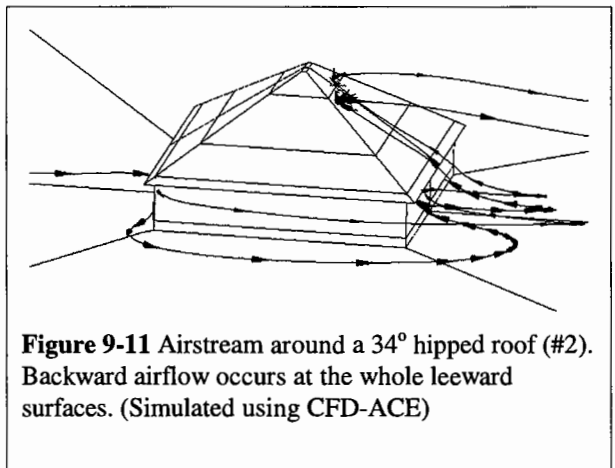 Figure 9-11 Airstream around a 34° hipped roof (#2).
Backward airflow occurs at the whole leeward
surfaces. (Simulated using CFD-ACE)